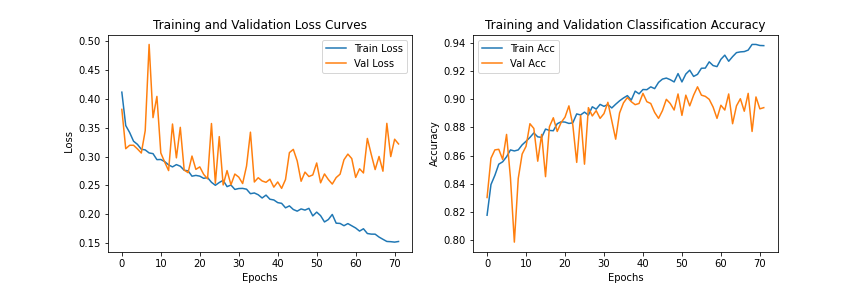 Training and Validation Loss Curves
0.50
0.45
0.40
0.35
0.30
0.25
0.20
0.15
Loss
Train Loss
Val Loss
0 10 20 30 40 50 60 70
Epochs
Training and Validation Classification Accuracy
0.94
0.92
0.90
0.88
0.86
0.84
0.82
0.80
Accuracy
Train Acc
Val Acc
0 10 20 30 40 50 60 70
Epochs